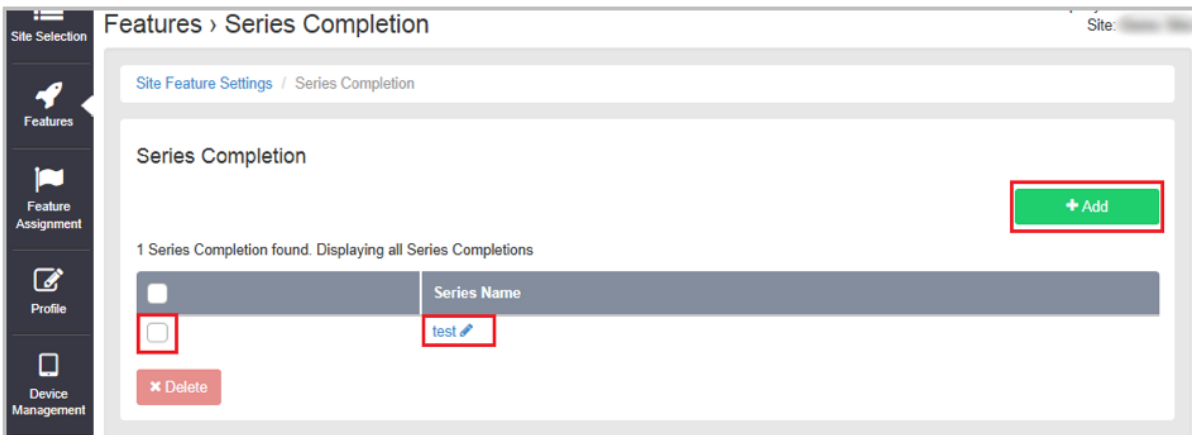 Site Selection
Features › Series Completion
Site:
Site Feature Settings / Series Completion
Features
Series Completion
Feature
Assignment
+ Add
1 Series Completion found. Displaying all Series Completions
Series Name
Profile
test
Device
Management
✖ Delete